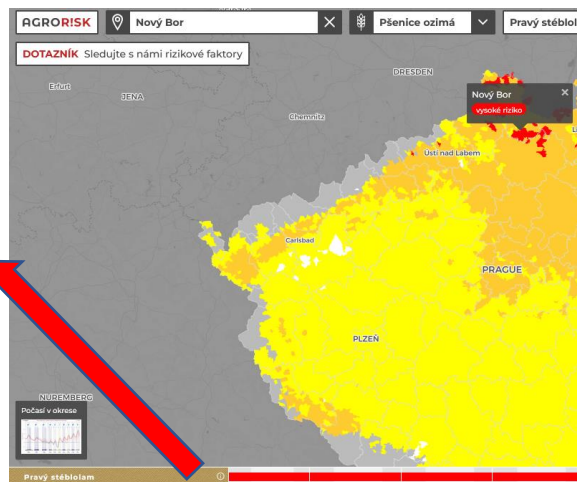 AGRORISK
Nový Bor
Pšenice ozimá
Pravý stéblol
DOTAZNÍK Sledujte s námi rizikové faktory
DRESDEN
Erfurt
JENA
Nový Bor
vysoké riziko
Chemnitz
Ústí nad Labem
Carlsbad
PRAGUE
PLZEŇ
NUREMBERG
Počasí v okrese
Pravý stéblolam